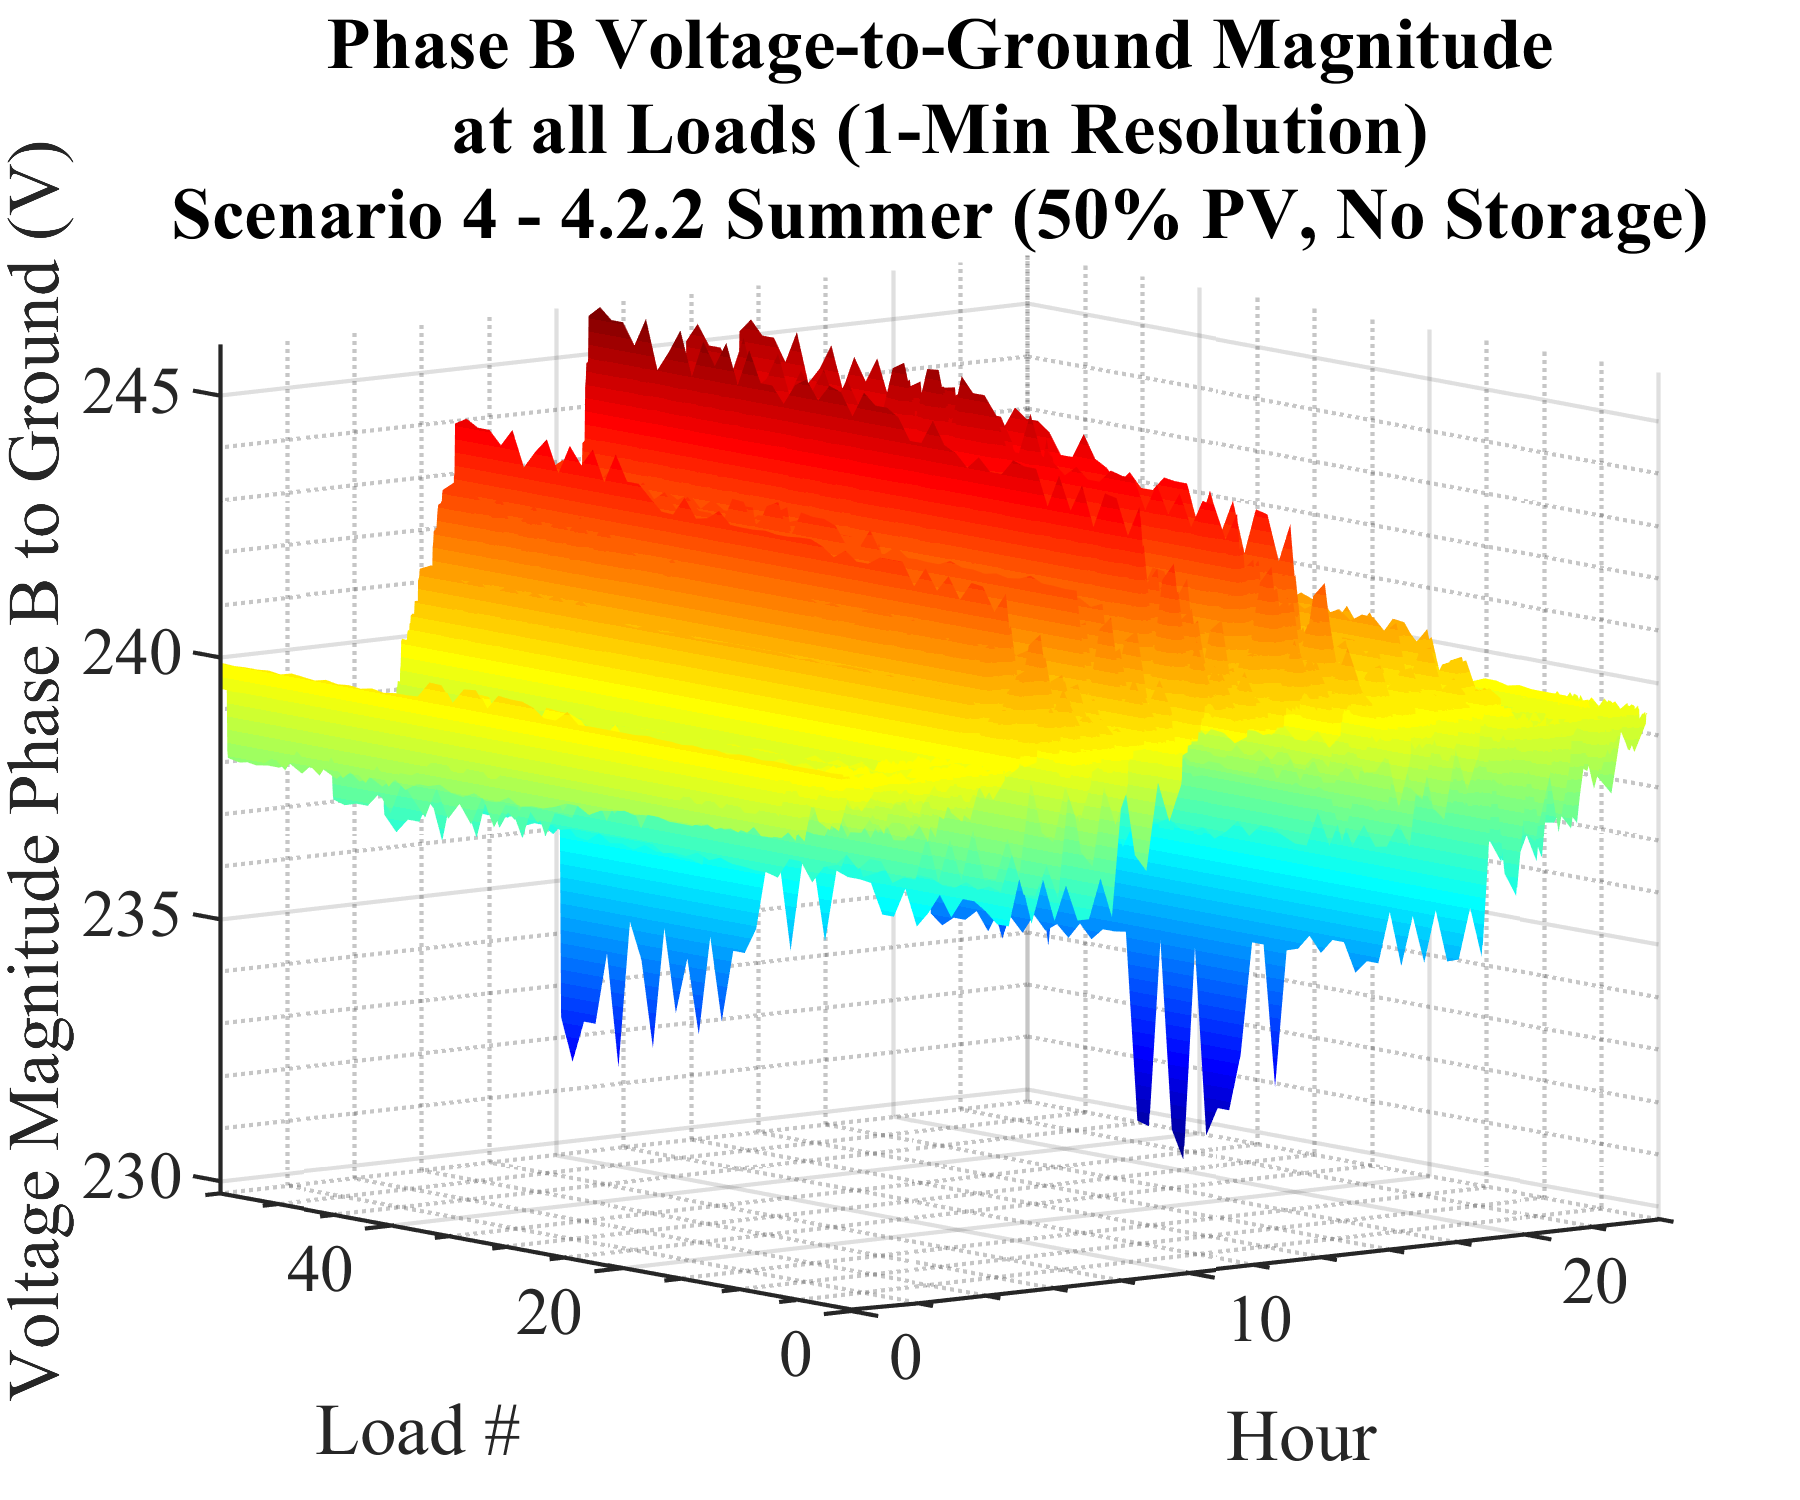 Phase B Voltage-to-Ground Magnitude
at all Loads (1-Min Resolution)
Scenario 4 - 4.2.2 Summer (50% PV, No Storage)
Voltage Magnitude Phase B to Ground (V)
245
240
235
230
40
20
0
0
10
20
Load #
Hour